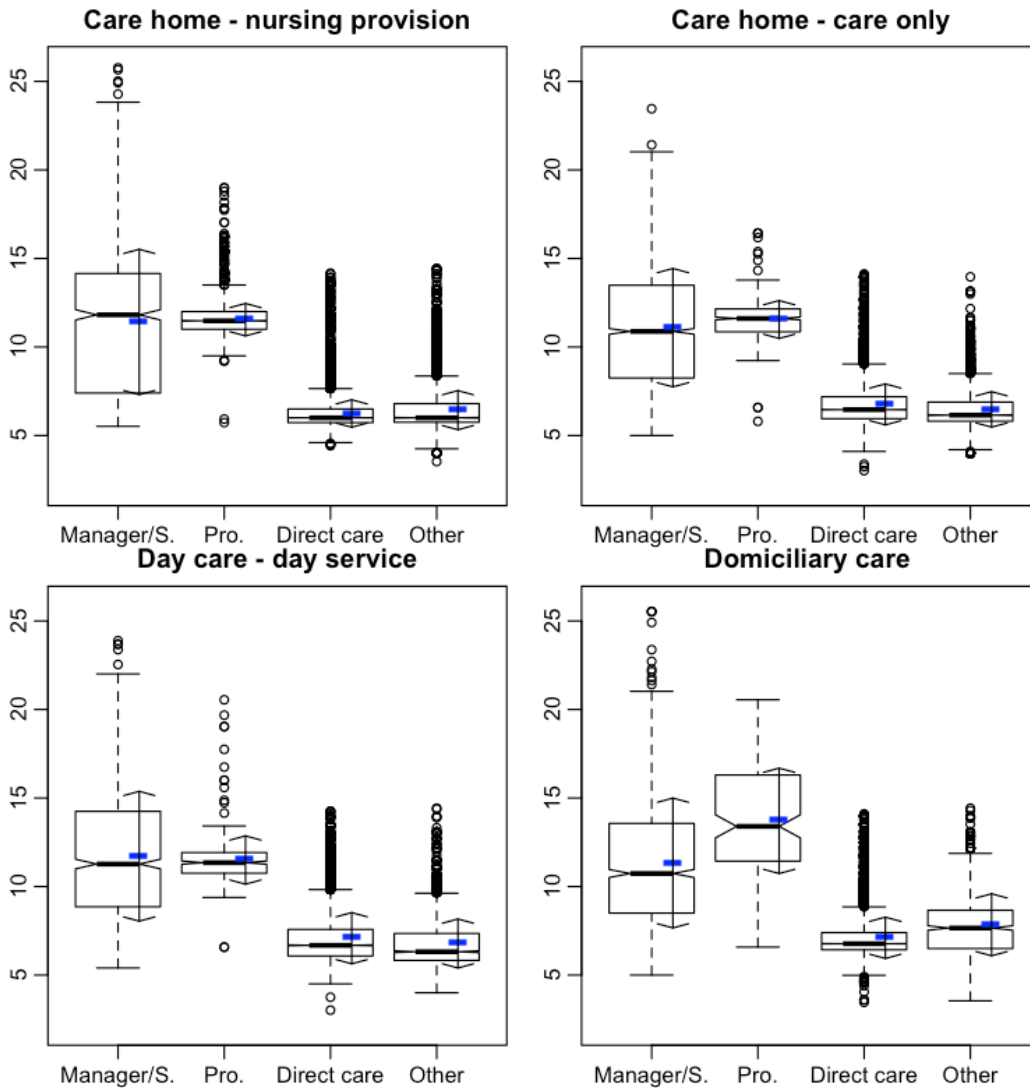 Care home - nursing provision
25
20
15
10
5
Manager/S. Pro. Direct care Other
Care home - care only
25
20
15
10
5
Manager/S. Pro. Direct care Other
Day care - day service
25
20
15
10
5
Manager/S. Pro. Direct care Other
Domiciliary care
25
20
15
10
5
Manager/S. Pro. Direct care Other